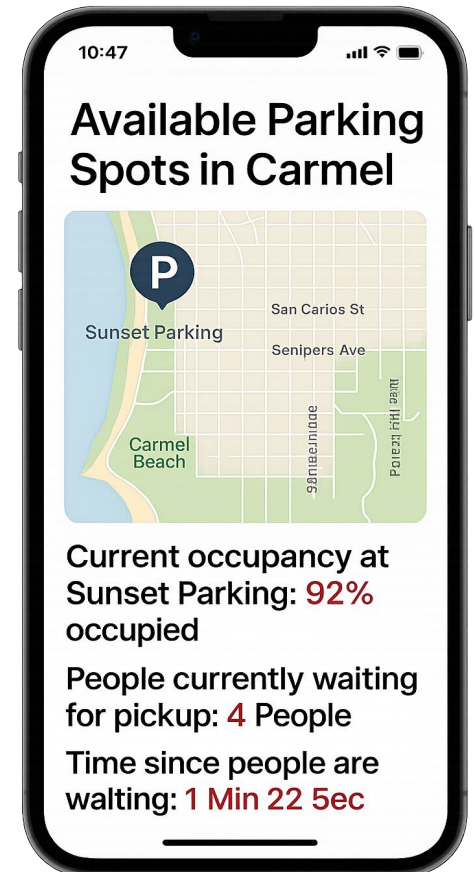 10:47
Available Parking
Spots in Carmel
P
Sunset Parking
San Carios St
Senipers Ave
Carmel
Beach
Current occupancy at
Sunset Parking: 92%
occupied
People currently waiting
for pickup: 4 People
Time since people are
walting: 1 Min 22 5ec